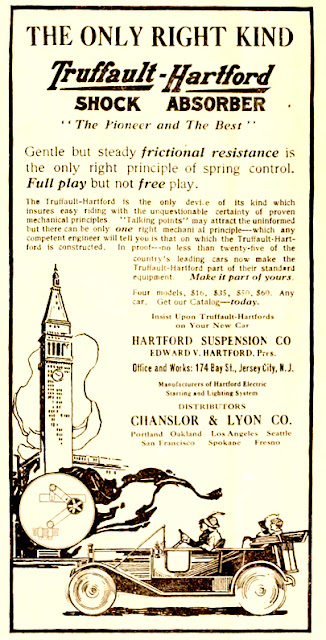 THE ONLY RIGHT KIND
Truffault-Hartford
SHOCK ABSORBER
"The Pioneer and The Best"
Gentle but steady frictional resistance is
the only right principle of spring control.
Full play but not free play.
The Truffault-Hartford is the only device of its kind which
insures easy riding with the unquestionable certainty of proven
mechanical principles "Talking points" may attract the uninformed
but there can be only one right mechanical principle—which any
competent engineer will tell you is that on which the Truffault-Hart-
ford is constructed. In proof—no less than twenty-five of the
country's leading cars now make the
Truffault-Hartford part of their standard
equipment. Make it part of yours.
Four models, $16, $35, $50, $60. Any
car. Get our Catalog—today.
Insist Upon Truffault-Hartfords
on Your New Car
HARTFORD SUSPENSION CO
EDWARD V. HARTFORD, Pres.
Office and Works: 174 Bay St., Jersey City, N. J.
Manufacturers of Hartford Electric
Starting and Lighting System
DISTRIBUTORS
CHANSLOR & LYON CO.
Portland Oakland Los Angeles Seattle
San Francisco Spokane Fresno